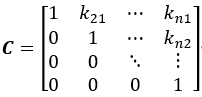 C = [ 1 k₂₁ ⋯ kₙ₁
0 1 ⋯ kₙ₂
0 0 ⋱ ⋮
0 0 0 1 ]